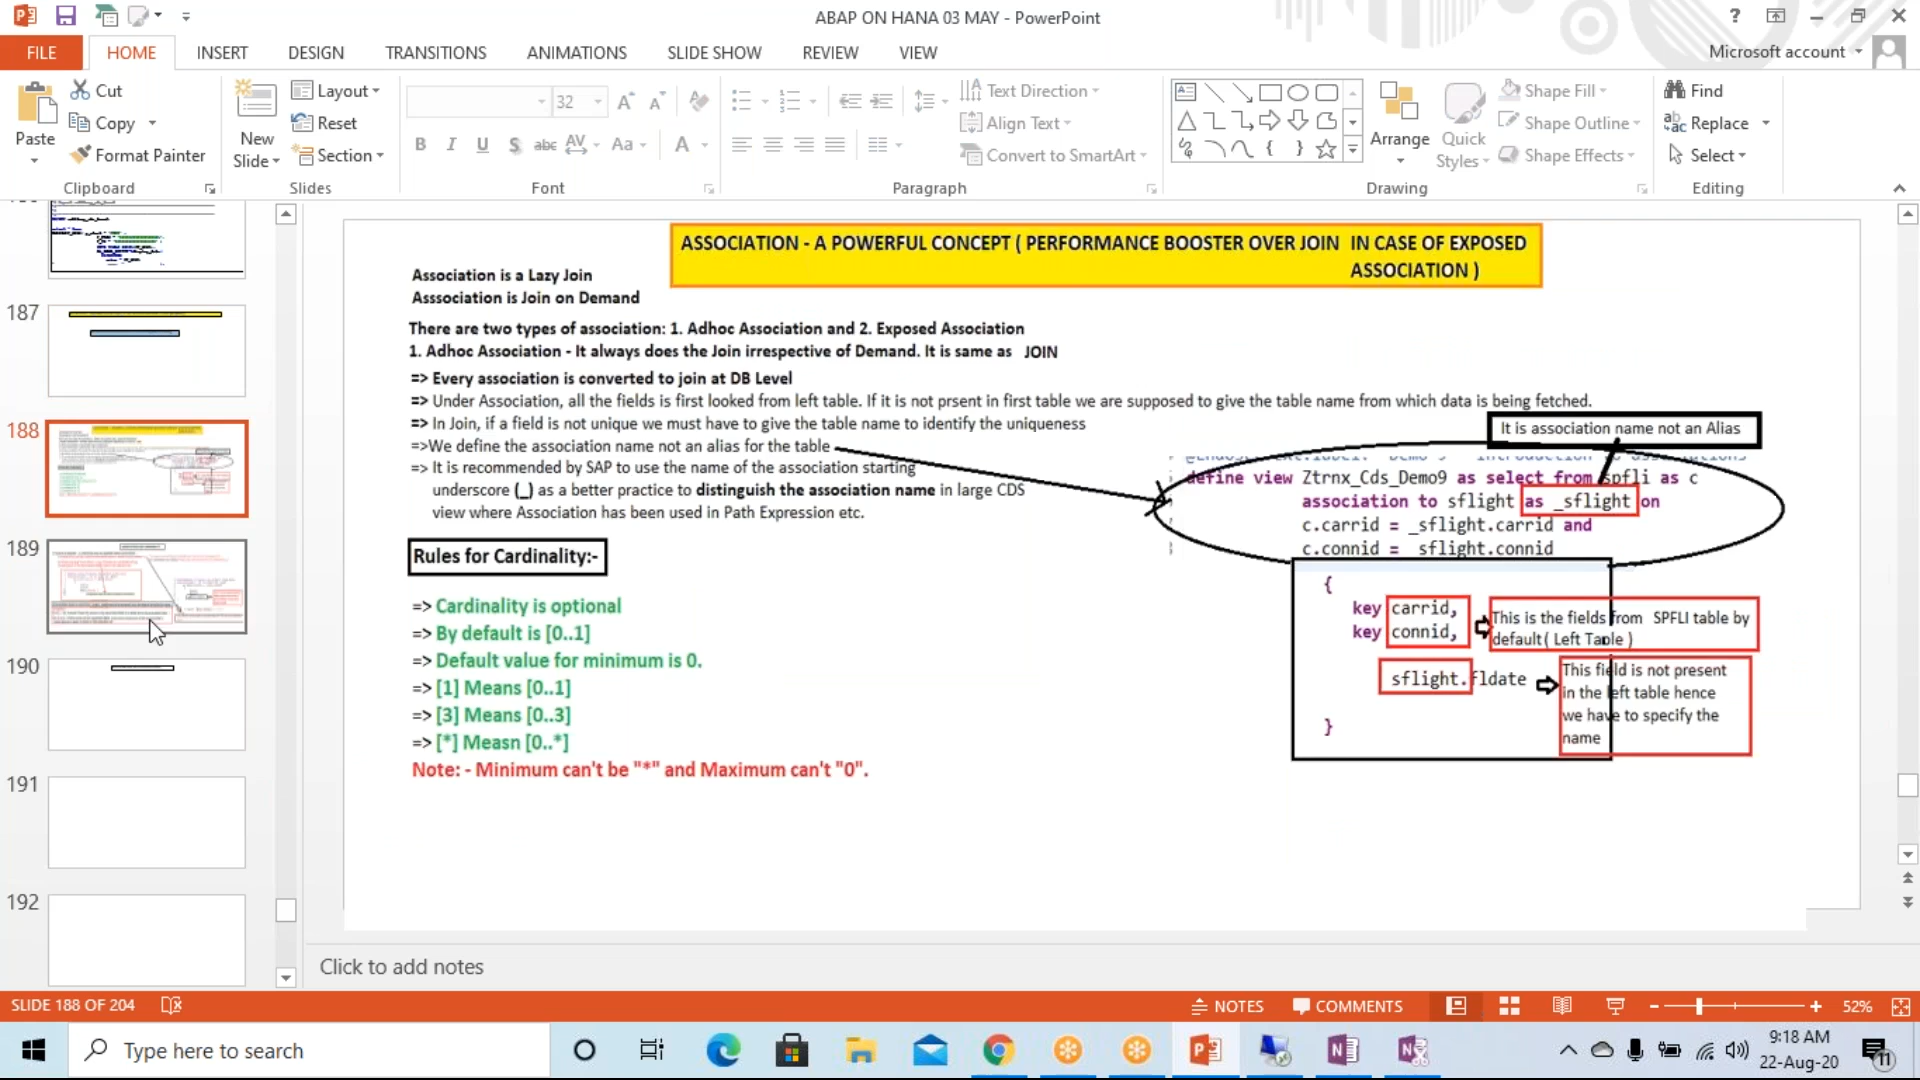 ABAP ON HANA 03 MAY - PowerPoint
?
FILE
HOME
INSERT
DESIGN
TRANSITIONS
ANIMATIONS
SLIDE SHOW
REVIEW
VIEW
Microsoft account
Paste
Cut
Copy
Format Painter
Clipboard
New
Slide
Layout
Reset
Section
Slides
32
Font
Paragraph
Text Direction
Align Text
Convert to SmartArt
Arrange
Quick
Styles
Shape Fill
Shape Outline
Shape Effects
Drawing
Find
Replace
Select
Editing
187
188
189
190
191
192
ASSOCIATION - A POWERFUL CONCEPT ( PERFORMANCE BOOSTER OVER JOIN IN CASE OF EXPOSED
ASSOCIATION )
Association is a Lazy Join
Asssociation is Join on Demand
There are two types of association: 1. Adhoc Association and 2. Exposed Association
1. Adhoc Association - It always does the Join irrespective of Demand. It is same as JOIN
=> Every association is converted to join at DB Level
=> Under Association, all the fields is first looked from left table. If it is not prsent in first table we are supposed to give the table name from which data is being fetched.
=> In Join, if a field is not unique we must have to give the table name to identify the uniqueness
=>We define the association name not an alias for the table
=> It is recommended by SAP to use the name of the association starting
underscore (_) as a better practice to distinguish the association name in large CDS
view where Association has been used in Path Expression etc.
It is association name not an Alias
define view Ztrnx_Cds_Demo9 as select from spfli as c
association to sflight as _sflight on
c.carrid = _sflight.carrid and
c.connid = _sflight.connid
{
key carrid,
key connid,
This is the fields from SPFLI table by
default( Left Table )
sflight.fldate
This field is not present
in the left table hence
we have to specify the
name
}
Rules for Cardinality:-
=> Cardinality is optional
=> By default is [0..1]
=> Default value for minimum is 0.
=> [1] Means [0..1]
=> [3] Means [0..3]
=> [*] Measn [0..*]
Note: - Minimum can't be "*" and Maximum can't "0".
Click to add notes
SLIDE 188 OF 204
NOTES
COMMENTS
52%
Type here to search
9:18 AM
22-Aug-20
11